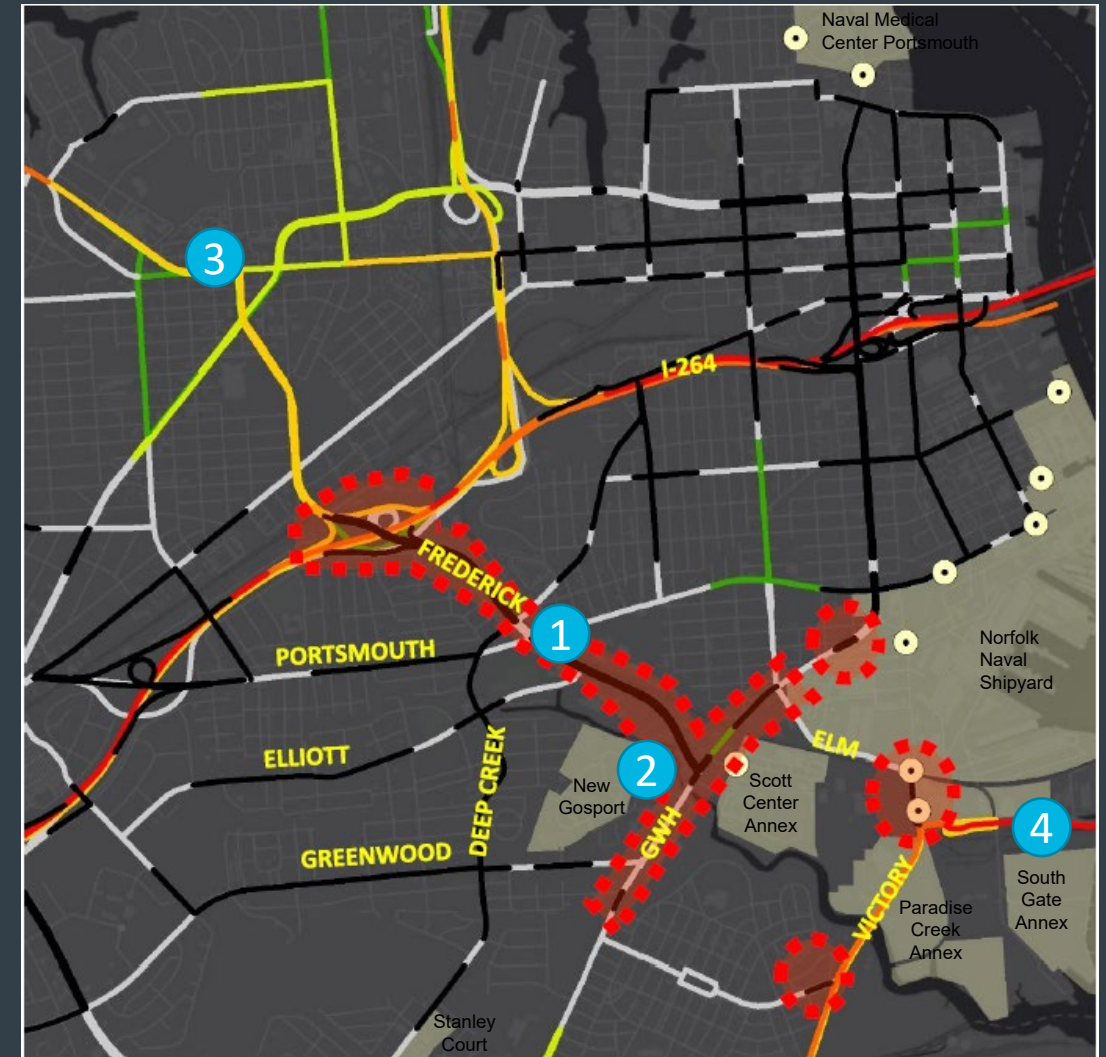 Naval Medical
Center Portsmouth
3
I-264
FREDERICK
1
PORTSMOUTH
Norfolk
Naval
Shipyard
ELLIOTT
DEEP CREEK
ELM
2
New
Gosport
Scott
Center
Annex
GWH
4
GREENWOOD
VICTORY
South
Gate
Annex
Paradise
Creek
Annex
Stanley
Court